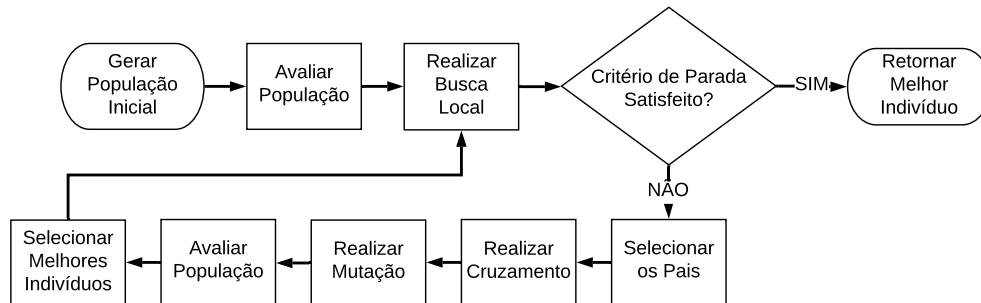 Gerar
População
Inicial
Avaliar
População
Realizar
Busca
Local
Critério de Parada
Satisfeito?
SIM
Retornar
Melhor
Indivíduo
NÃO
Selecionar
os Pais
Realizar
Cruzamento
Realizar
Mutação
Avaliar
População
Selecionar
Melhores
Indivíduos